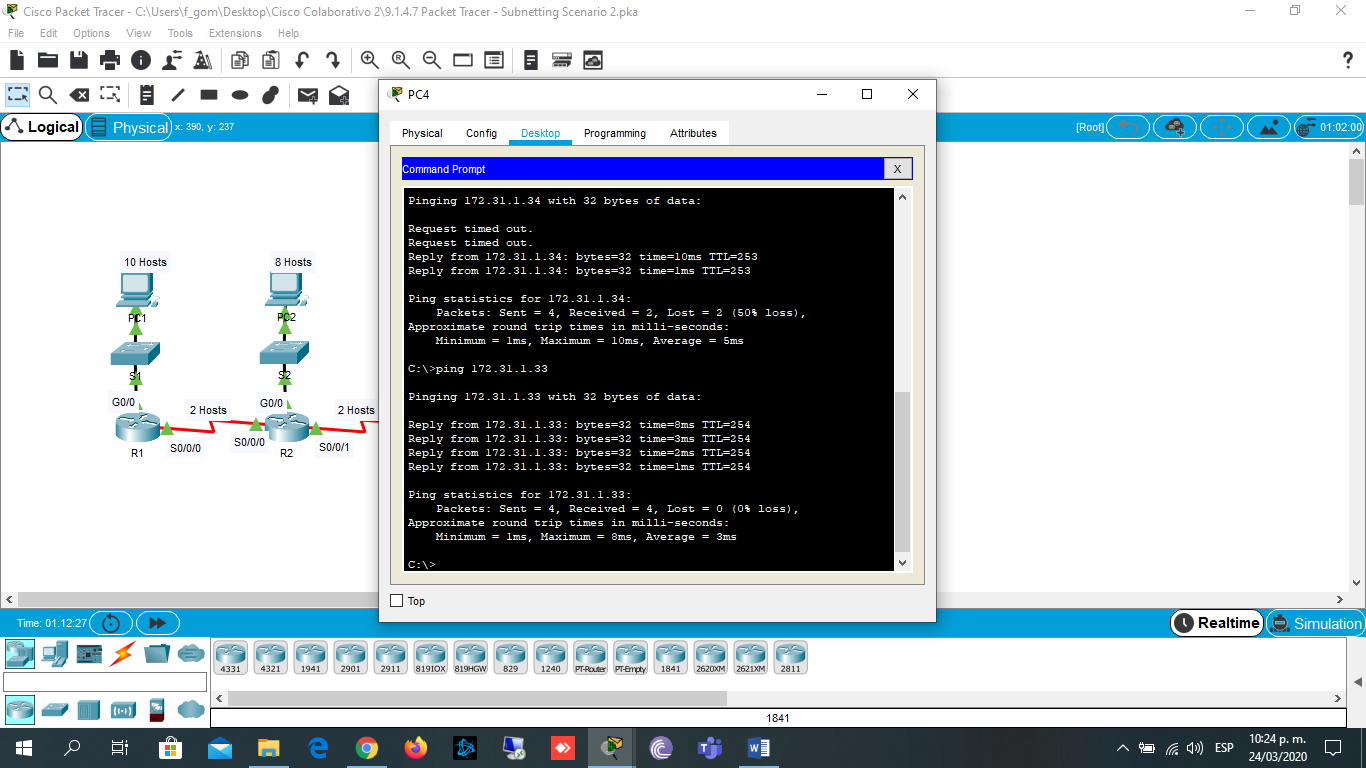 Cisco Packet Tracer - C:\Users\f_gom\Desktop\Cisco Colaborativo 2\9.1.4.7 Packet Tracer - Subnetting Scenario 2.pka
File Edit Options View Tools Extensions Help
Logical Physical x: 390, y: 237 [Root] 01:02:00
PC4
Physical Config Desktop Programming Attributes
Command Prompt X
Pinging 172.31.1.34 with 32 bytes of data:
Request timed out.
Request timed out.
Reply from 172.31.1.34: bytes=32 time=10ms TTL=253
Reply from 172.31.1.34: bytes=32 time=1ms TTL=253
Ping statistics for 172.31.1.34:
Packets: Sent = 4, Received = 2, Lost = 2 (50% loss),
Approximate round trip times in milli-seconds:
Minimum = 1ms, Maximum = 10ms, Average = 5ms
C:\>ping 172.31.1.33
Pinging 172.31.1.33 with 32 bytes of data:
Reply from 172.31.1.33: bytes=32 time=8ms TTL=254
Reply from 172.31.1.33: bytes=32 time=3ms TTL=254
Reply from 172.31.1.33: bytes=32 time=2ms TTL=254
Reply from 172.31.1.33: bytes=32 time=1ms TTL=254
Ping statistics for 172.31.1.33:
Packets: Sent = 4, Received = 4, Lost = 0 (0% loss),
Approximate round trip times in milli-seconds:
Minimum = 1ms, Maximum = 8ms, Average = 3ms
C:\>
Top
10 Hosts 8 Hosts
PC1 PC2
S1 S2
G0/0 G0/0
2 Hosts 2 Hosts
S0/0/0 S0/0/0 S0/0/1
R1 R2
Time: 01:12:27 Realtime Simulation
4331 4321 1941 2901 2911 819IOX 819HGW 829 1240 PT-Router PT-Empty 1841 2620XM 2621XM 2811
1841
ESP 10:24 p. m.
24/03/2020